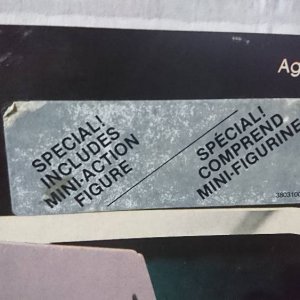 Ag
SPECIAL!
INCLUDES
MINI-ACTION
FIGURE
SPÉCIAL!
COMPREND
MINI-FIGURINE